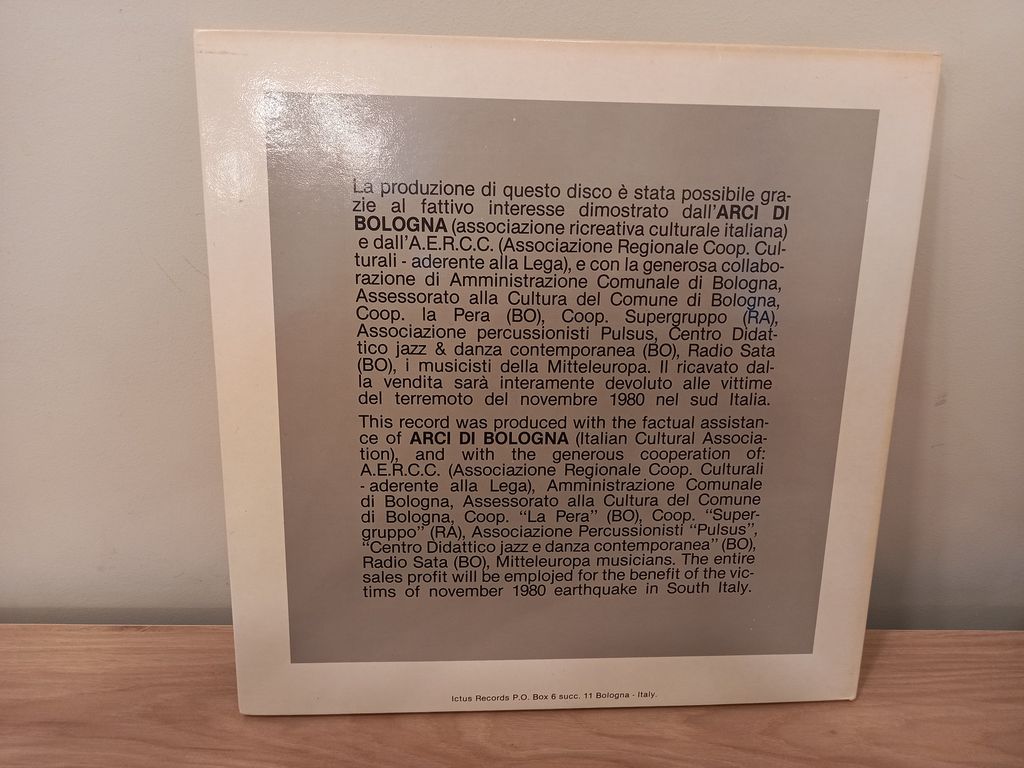 La produzione di questo disco è stata possibile gra-
zie al fattivo interesse dimostrato dall'ARCI DI
BOLOGNA (associazione ricreativa culturale italiana)
e dall'A.E.R.C.C. (Associazione Regionale Coop. Cul-
turali - aderente alla Lega), e con la generosa collabo-
razione di Amministrazione Comunale di Bologna,
Assessorato alla Cultura del Comune di Bologna,
Coop. la Pera (BO), Coop. Supergruppo (RA),
Associazione percussionisti Pulsus, Centro Didat-
tico jazz & danza contemporanea (BO), Radio Sata
(BO), i musicisti della Mitteleuropa. Il ricavato dal-
la vendita sarà interamente devoluto alle vittime
del terremoto del novembre 1980 nel sud Italia.
This record was produced with the factual assistan-
ce of ARCI DI BOLOGNA (Italian Cultural Associa-
tion), and with the generous cooperation of:
A.E.R.C.C. (Associazione Regionale Coop. Culturali
- aderente alla Lega), Amministrazione Comunale
di Bologna, Assessorato alla Cultura del Comune
di Bologna, Coop. “La Pera” (BO), Coop. “Super-
gruppo” (RA), Associazione Percussionisti “Pulsus”,
“Centro Didattico jazz e danza contemporanea” (BO),
Radio Sata (BO), Mitteleuropa musicians. The entire
sales profit will be emplojed for the benefit of the vic-
tims of november 1980 earthquake in South Italy.
Ictus Records P.O. Box 6 succ. 11 Bologna - Italy.